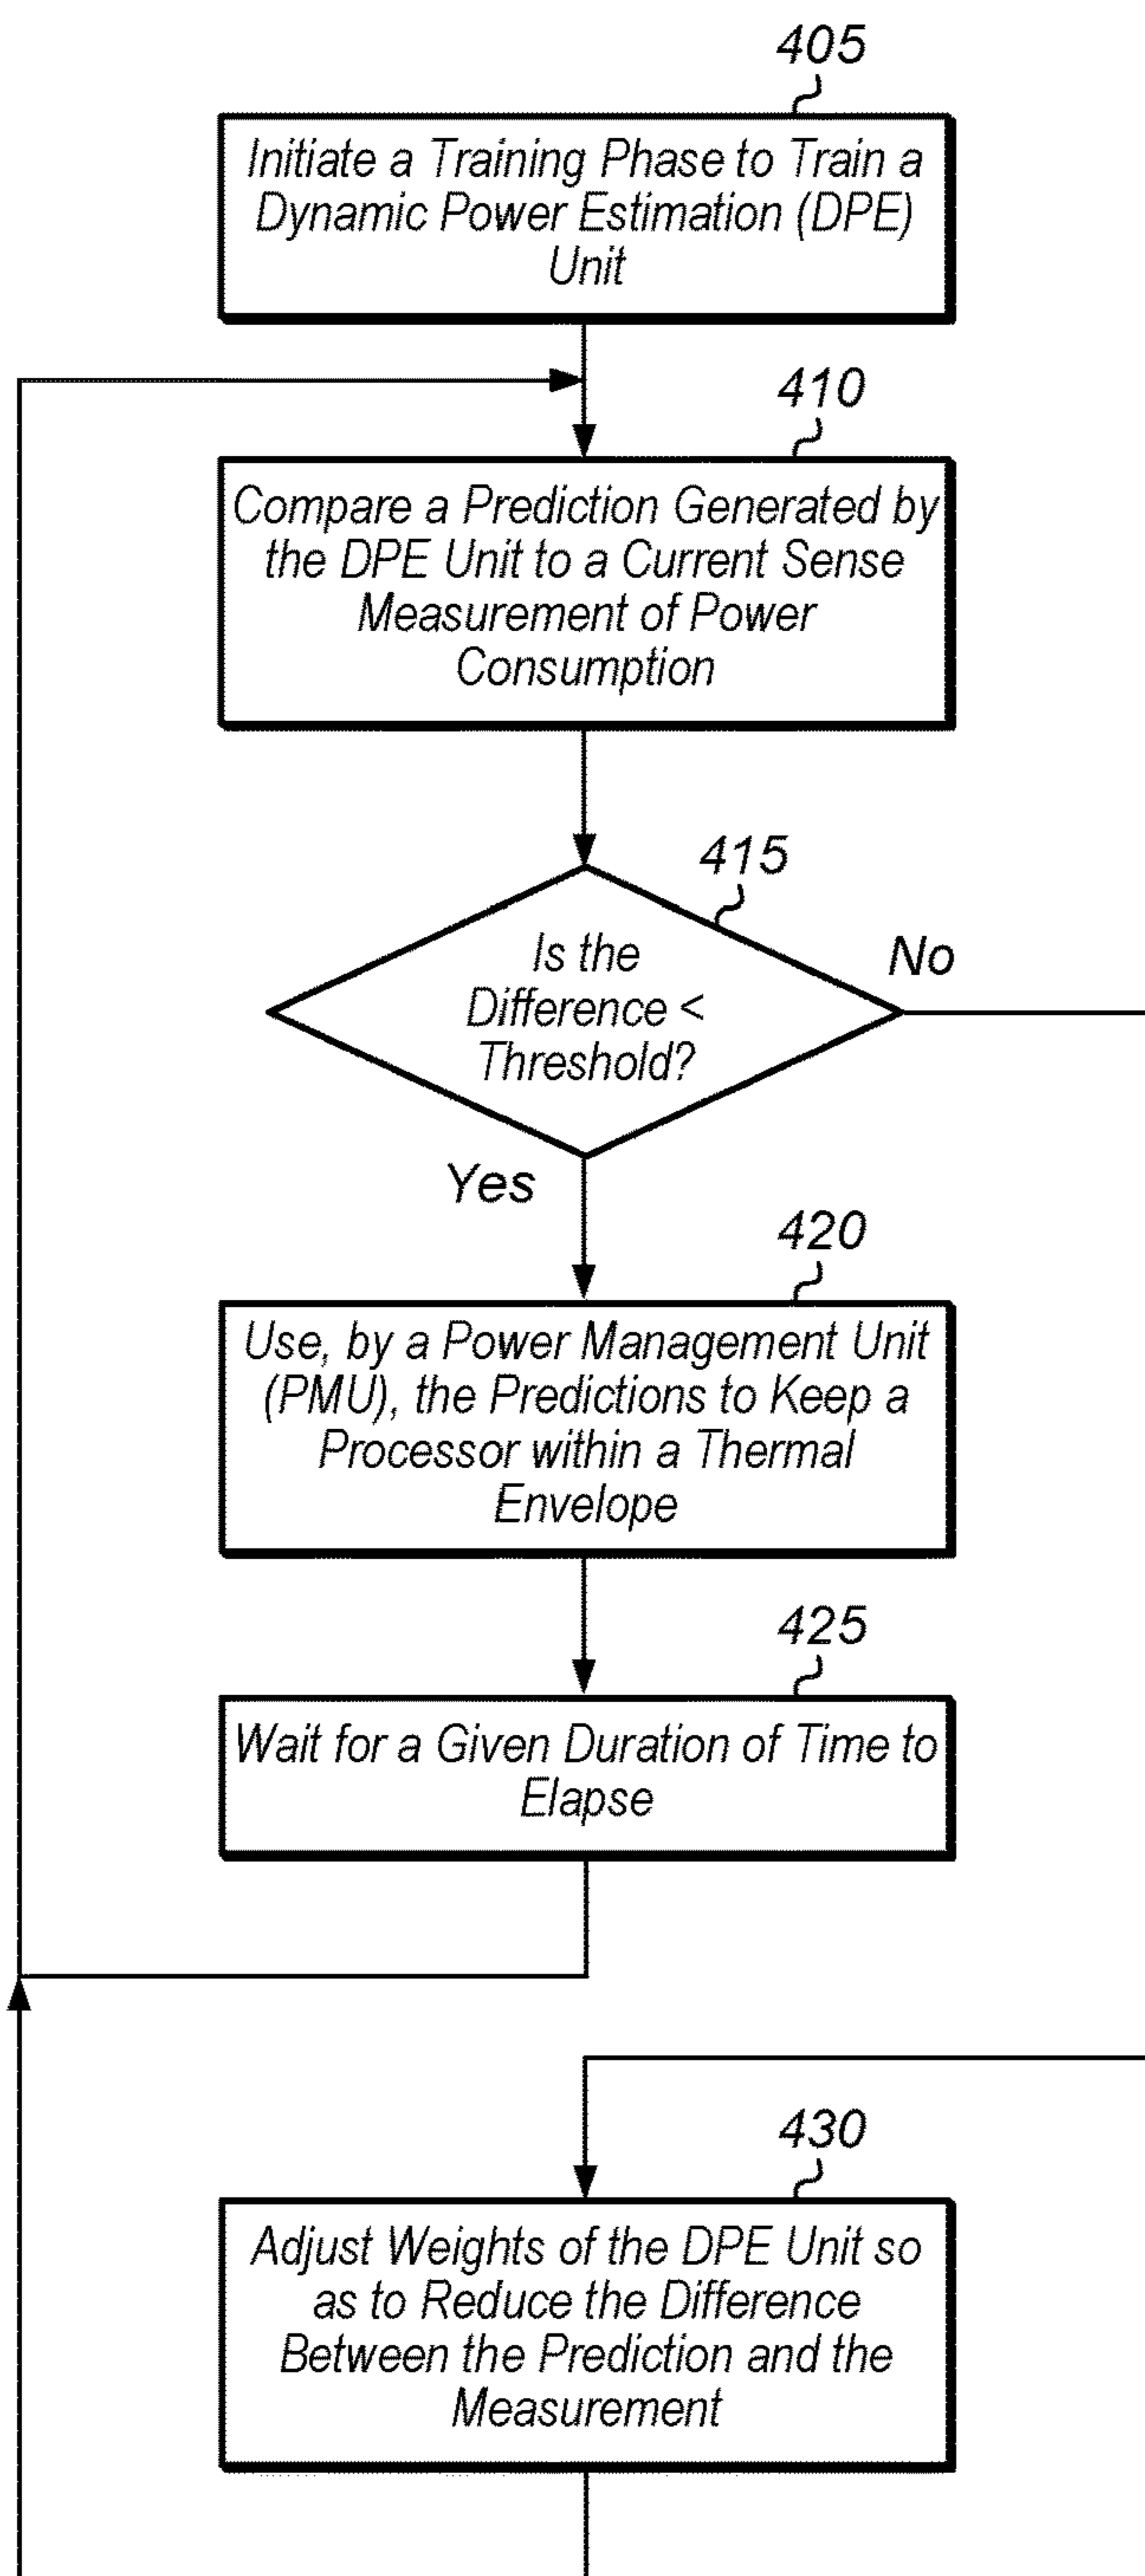 405
Initiate a Training Phase to Train a
Dynamic Power Estimation (DPE)
Unit
410
Compare a Prediction Generated by
the DPE Unit to a Current Sense
Measurement of Power
Consumption
415
Is the
Difference <
Threshold?
No
Yes
420
Use, by a Power Management Unit
(PMU), the Predictions to Keep a
Processor within a Thermal
Envelope
425
Wait for a Given Duration of Time to
Elapse
430
Adjust Weights of the DPE Unit so
as to Reduce the Difference
Between the Prediction and the
Measurement